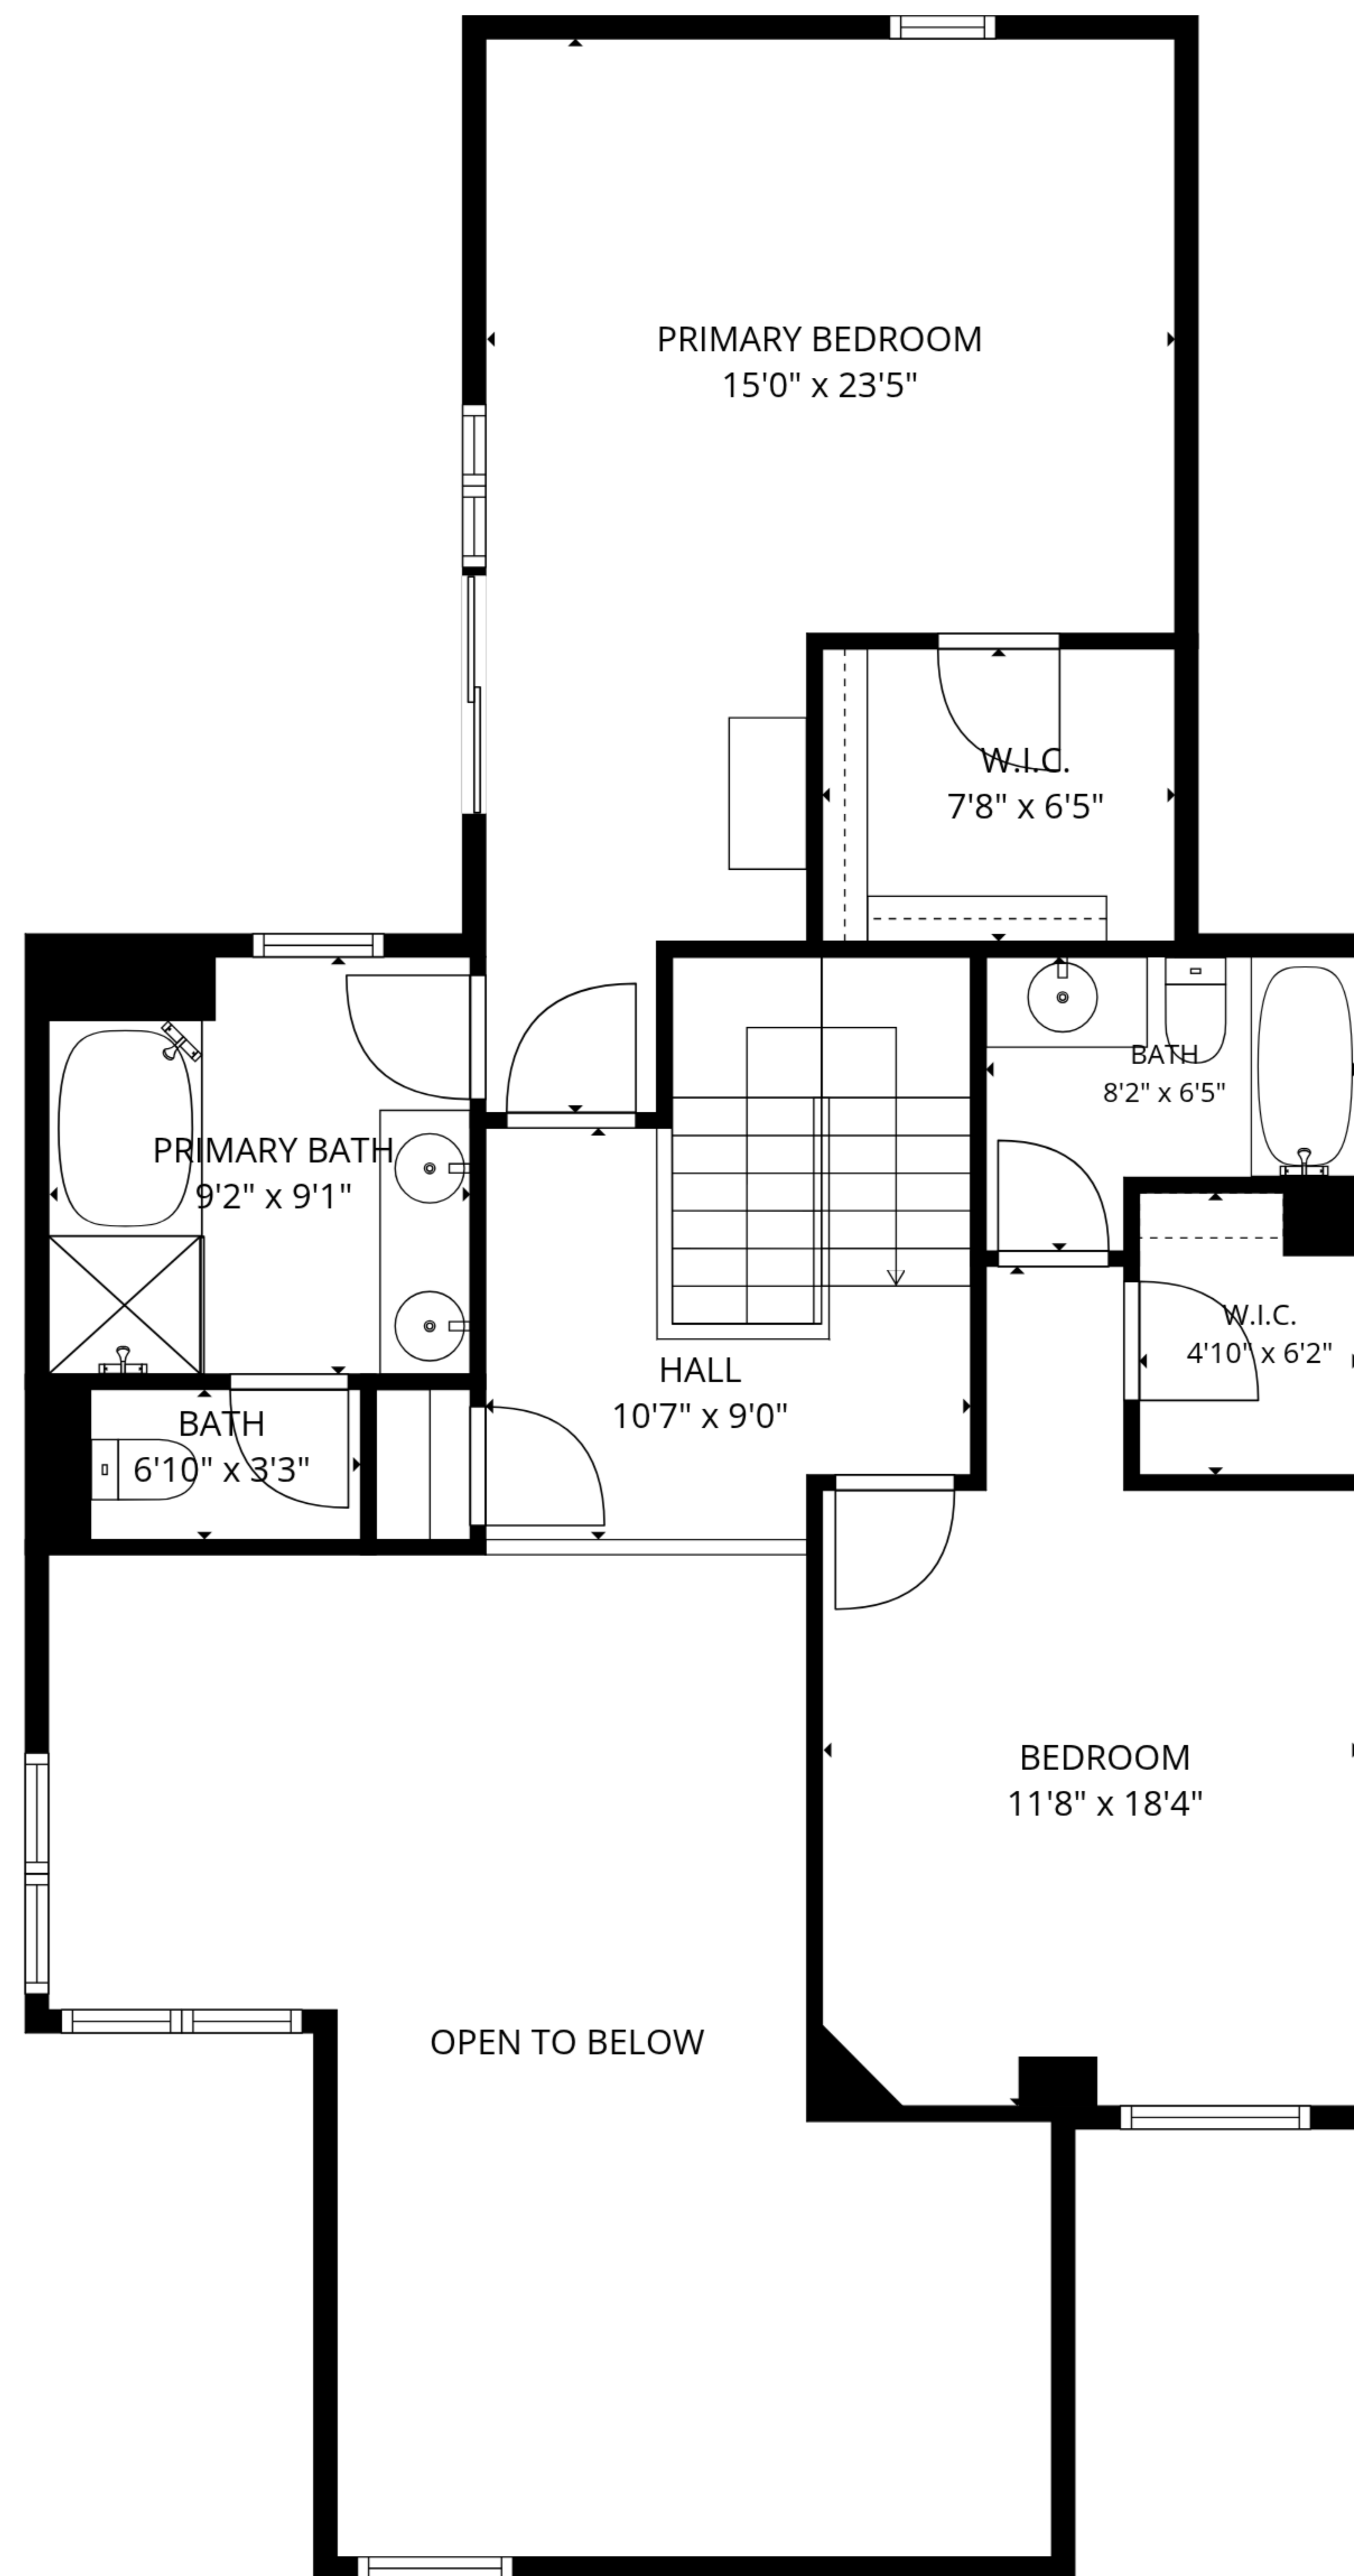 PRIMARY BEDROOM
15'0" x 23'5"
W.I.C.
7'8" x 6'5"
BATH
8'2" x 6'5"
PRIMARY BATH
9'2" x 9'1"
W.I.C.
4'10" x 6'2"
HALL
10'7" x 9'0"
BATH
6'10" x 3'3"
BEDROOM
11'8" x 18'4"
OPEN TO BELOW